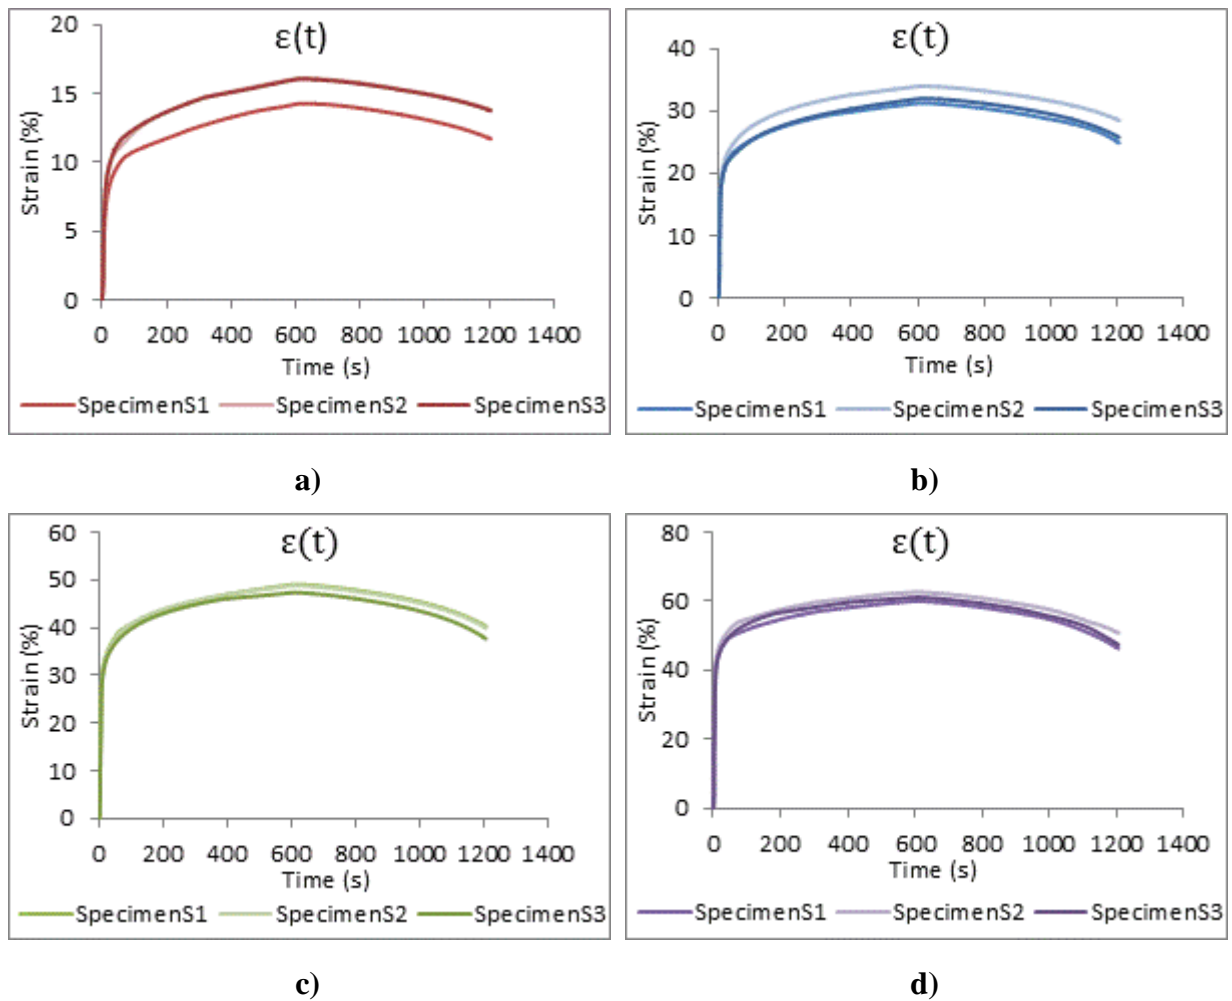 ε(t)
20
15
10
5
0
Strain (%)
0 200 400 600 800 1000 1200 1400
Time (s)
SpecimenS1 SpecimenS2 SpecimenS3
a)
ε(t)
40
30
20
10
0
Strain (%)
0 200 400 600 800 1000 1200 1400
Time (s)
SpecimenS1 SpecimenS2 SpecimenS3
b)
ε(t)
60
50
40
30
20
10
0
Strain (%)
0 200 400 600 800 1000 1200 1400
Time (s)
SpecimenS1 SpecimenS2 SpecimenS3
c)
ε(t)
80
60
40
20
0
Strain (%)
0 200 400 600 800 1000 1200 1400
Time (s)
SpecimenS1 SpecimenS2 SpecimenS3
d)